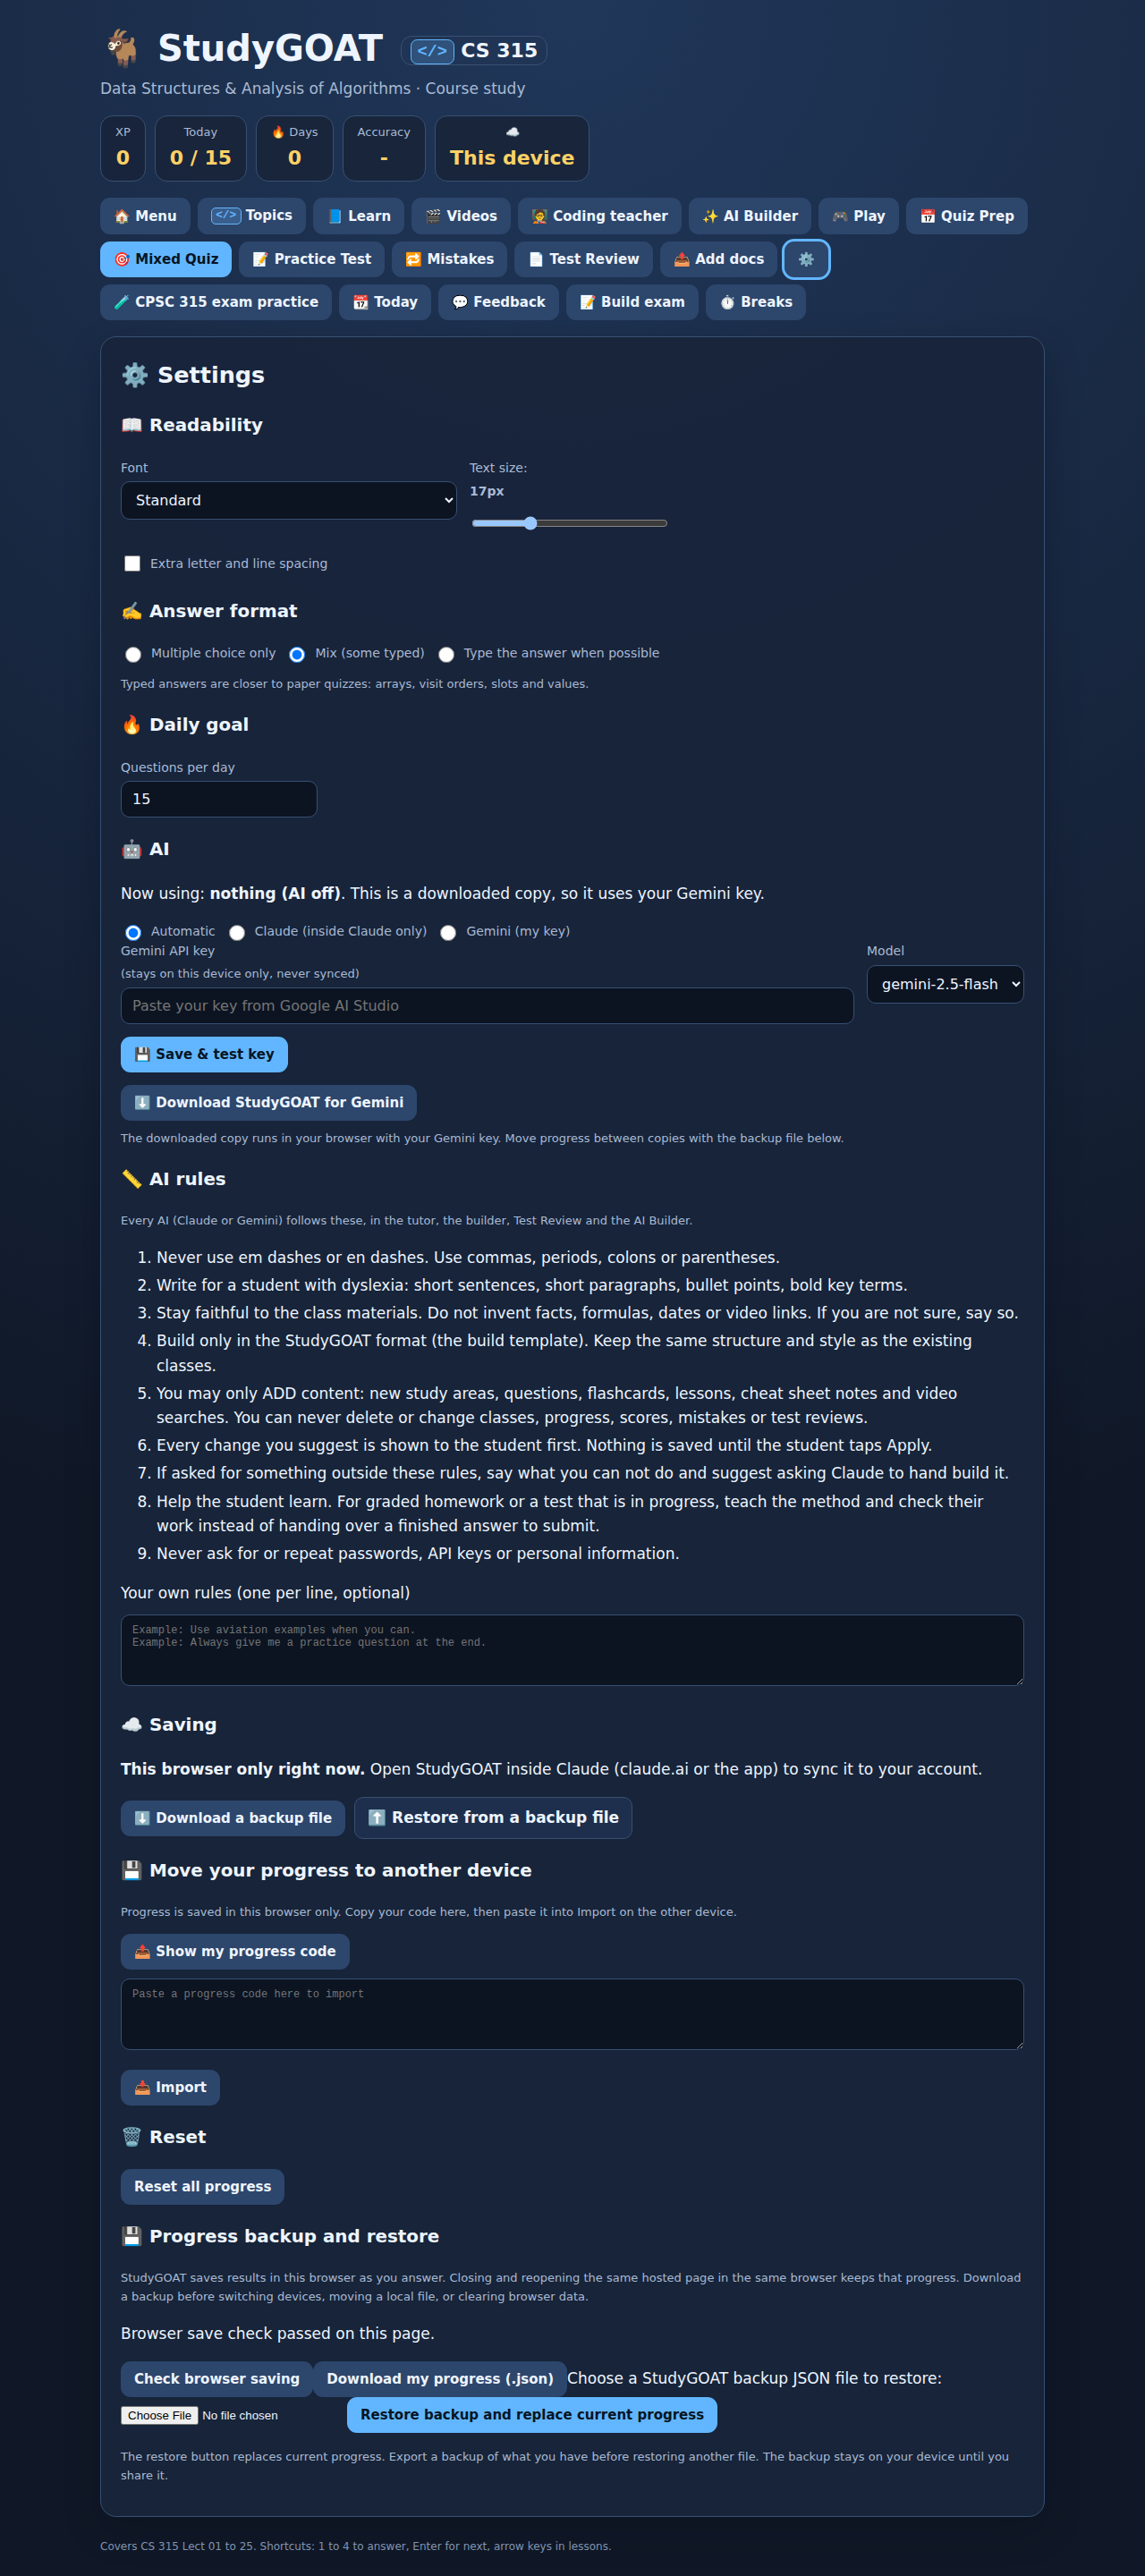 StudyGOAT </> CS 315
Data Structures & Analysis of Algorithms · Course study
XP
0
Today
0 / 15
Days
0
Accuracy
-
This device
Menu
</> Topics
Learn
Videos
Coding teacher
AI Builder
Play
Quiz Prep
Mixed Quiz
Practice Test
Mistakes
Test Review
Add docs
CPSC 315 exam practice
Today
Feedback
Build exam
Breaks
Settings
Readability
Font
Standard
Text size:
17px
Extra letter and line spacing
Answer format
Multiple choice only
Mix (some typed)
Type the answer when possible
Typed answers are closer to paper quizzes: arrays, visit orders, slots and values.
Daily goal
Questions per day
15
AI
Now using: nothing (AI off). This is a downloaded copy, so it uses your Gemini key.
Automatic
Claude (inside Claude only)
Gemini (my key)
Gemini API key
(stays on this device only, never synced)
Paste your key from Google AI Studio
Model
gemini-2.5-flash
Save & test key
Download StudyGOAT for Gemini
The downloaded copy runs in your browser with your Gemini key. Move progress between copies with the backup file below.
AI rules
Every AI (Claude or Gemini) follows these, in the tutor, the builder, Test Review and the AI Builder.
1. Never use em dashes or en dashes. Use commas, periods, colons or parentheses.
2. Write for a student with dyslexia: short sentences, short paragraphs, bullet points, bold key terms.
3. Stay faithful to the class materials. Do not invent facts, formulas, dates or video links. If you are not sure, say so.
4. Build only in the StudyGOAT format (the build template). Keep the same structure and style as the existing
classes.
5. You may only ADD content: new study areas, questions, flashcards, lessons, cheat sheet notes and video
searches. You can never delete or change classes, progress, scores, mistakes or test reviews.
6. Every change you suggest is shown to the student first. Nothing is saved until the student taps Apply.
7. If asked for something outside these rules, say what you can not do and suggest asking Claude to hand build it.
8. Help the student learn. For graded homework or a test that is in progress, teach the method and check their
work instead of handing over a finished answer to submit.
9. Never ask for or repeat passwords, API keys or personal information.
Your own rules (one per line, optional)
Example: Use aviation examples when you can.
Example: Always give me a practice question at the end.
Saving
This browser only right now. Open StudyGOAT inside Claude (claude.ai or the app) to sync it to your account.
Download a backup file
Restore from a backup file
Move your progress to another device
Progress is saved in this browser only. Copy your code here, then paste it into Import on the other device.
Show my progress code
Paste a progress code here to import
Import
Reset
Reset all progress
Progress backup and restore
StudyGOAT saves results in this browser as you answer. Closing and reopening the same hosted page in the same browser keeps that progress. Download
a backup before switching devices, moving a local file, or clearing browser data.
Browser save check passed on this page.
Check browser saving
Download my progress (.json)
Choose a StudyGOAT backup JSON file to restore:
Choose File No file chosen
Restore backup and replace current progress
The restore button replaces current progress. Export a backup of what you have before restoring another file. The backup stays on your device until you
share it.
Covers CS 315 Lect 01 to 25. Shortcuts: 1 to 4 to answer, Enter for next, arrow keys in lessons.